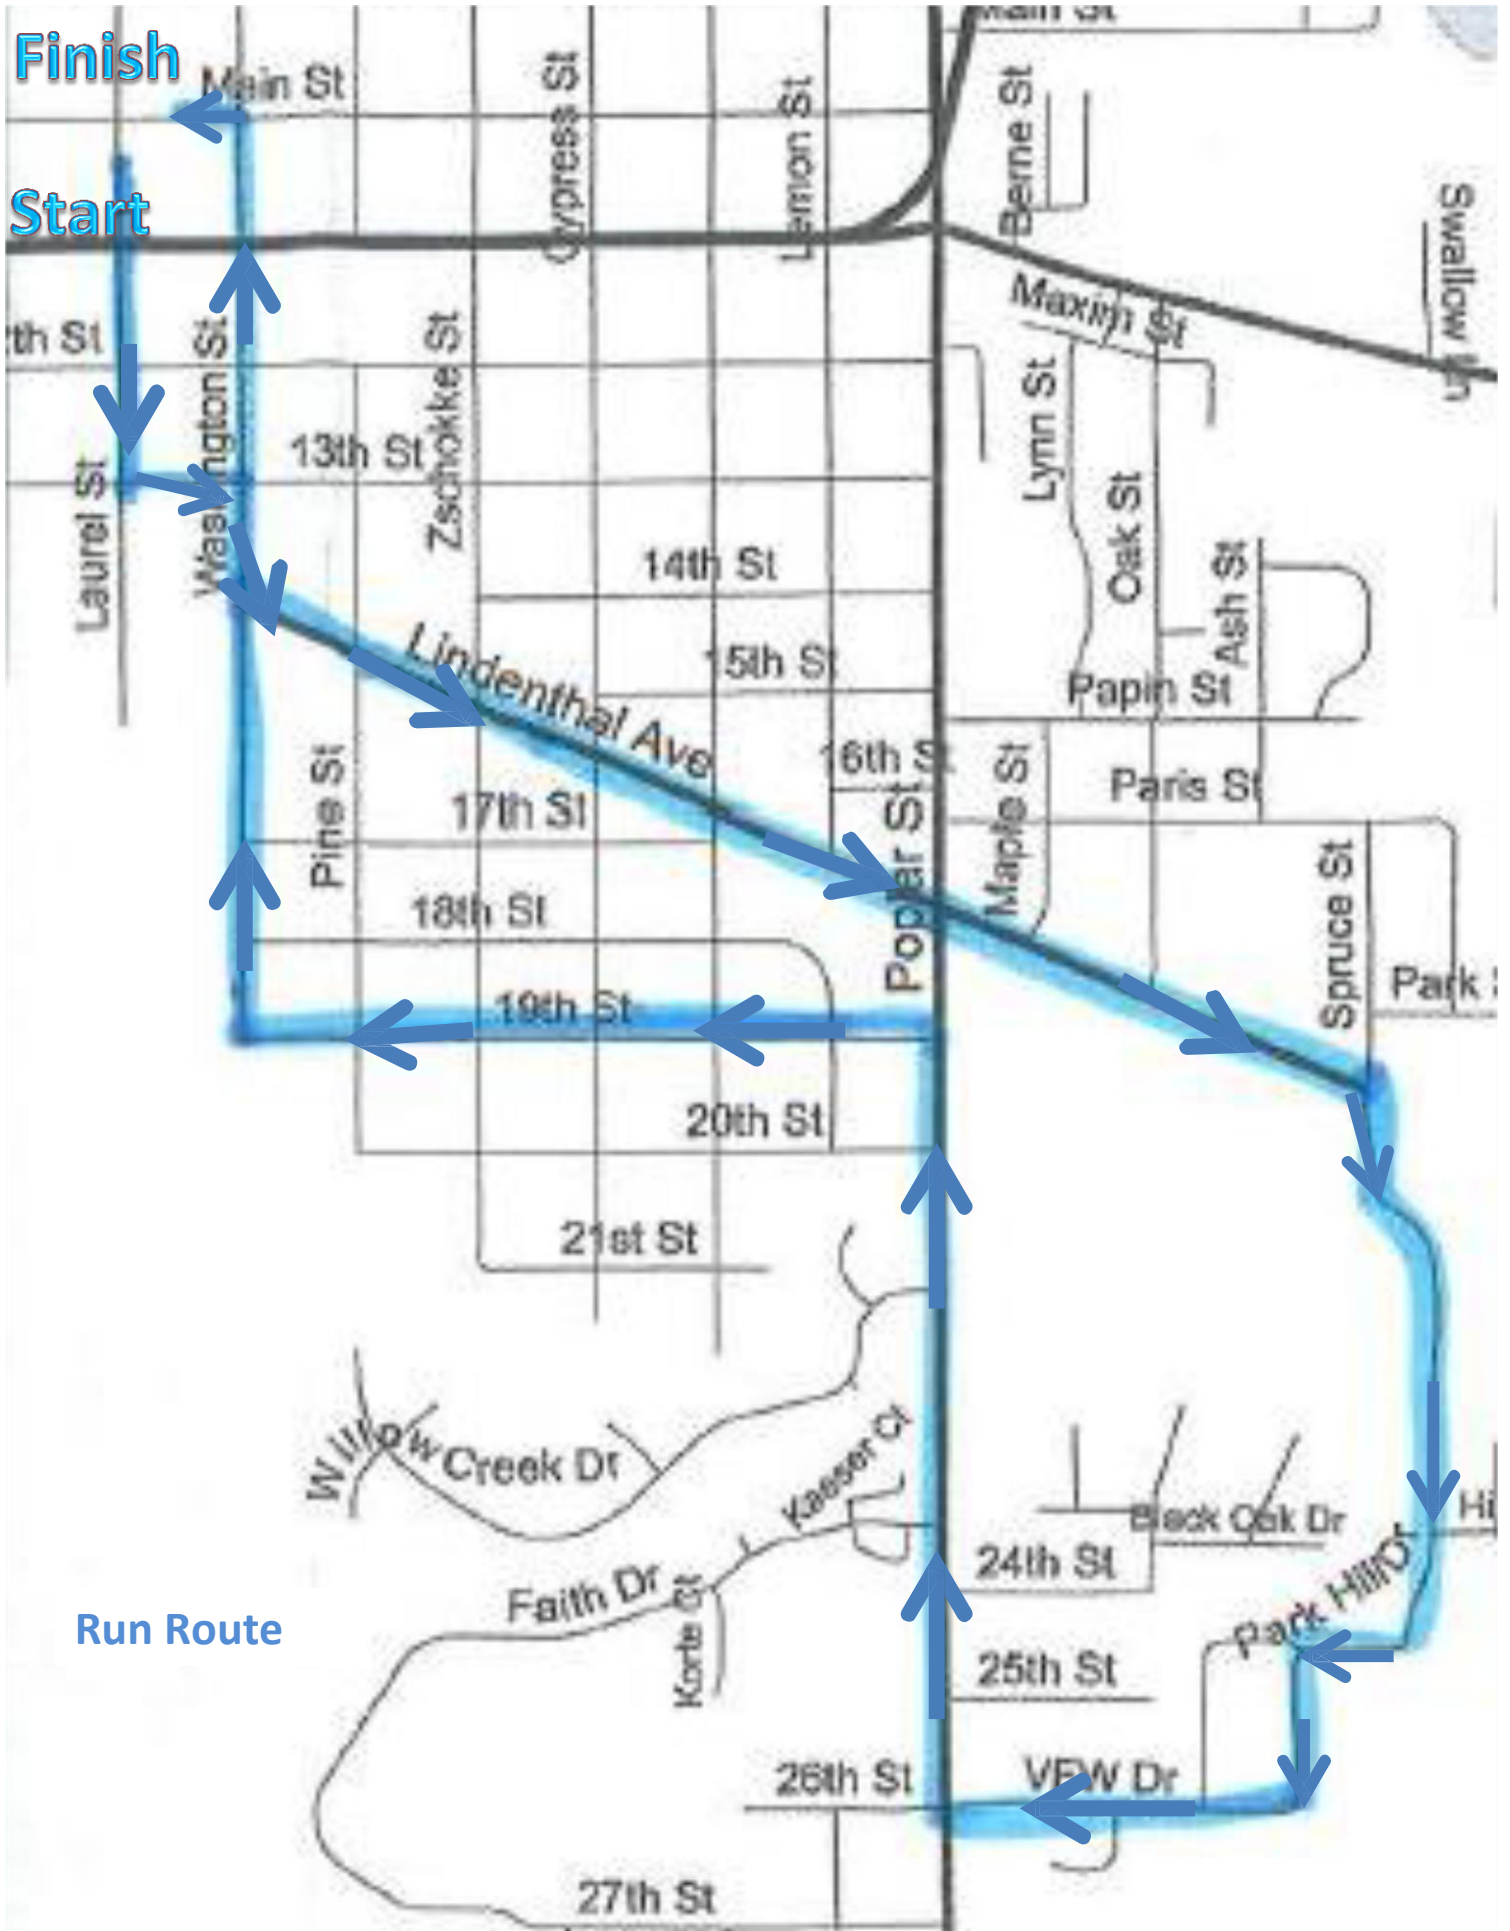 Main St
Finish
Main St
Start
Cypress St
Lemon St
Berne St
Swallow Ln
Maxim St
th St
Washington St
Zschokke St
13th St
Lynn St
Oak St
Laurel St
14th St
Ash St
Lindenthal Ave
15th St
Papin St
16th St
Paris St
Pine St
17th St
Poplar St
Maple St
Spruce St
18th St
Park
19th St
20th St
21st St
Willow Creek Dr
Kaeser Ct
Black Oak Dr
24th St
Park Hill Dr
Faith Dr
Korte Ct
Run Route
25th St
26th St
VFW Dr
27th St